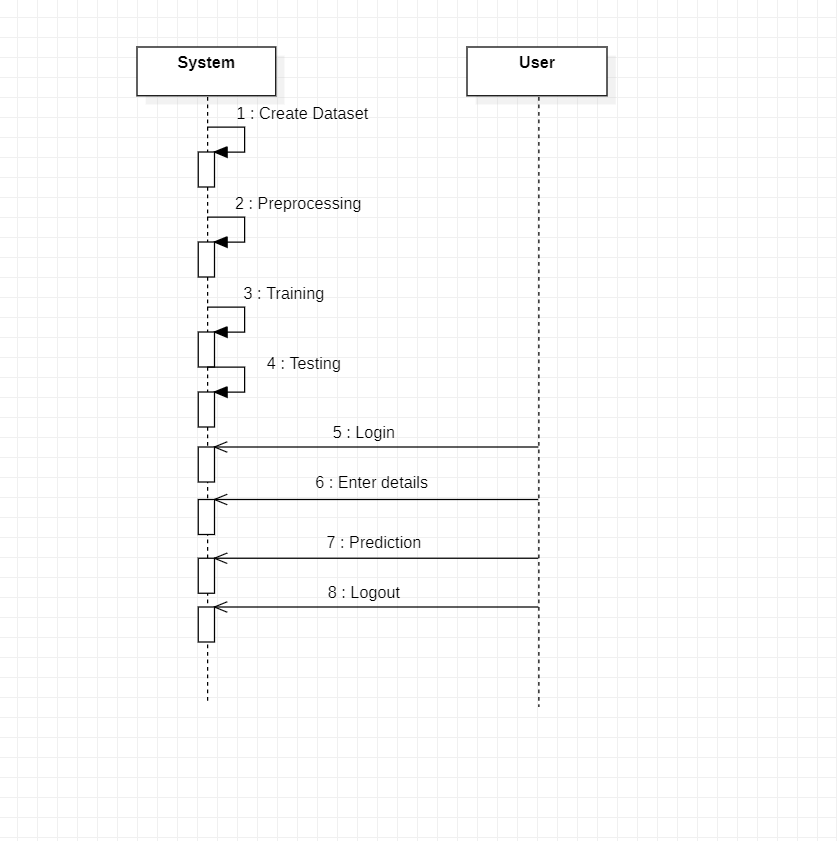 System
User
1 : Create Dataset
2 : Preprocessing
3 : Training
4 : Testing
5 : Login
6 : Enter details
7 : Prediction
8 : Logout